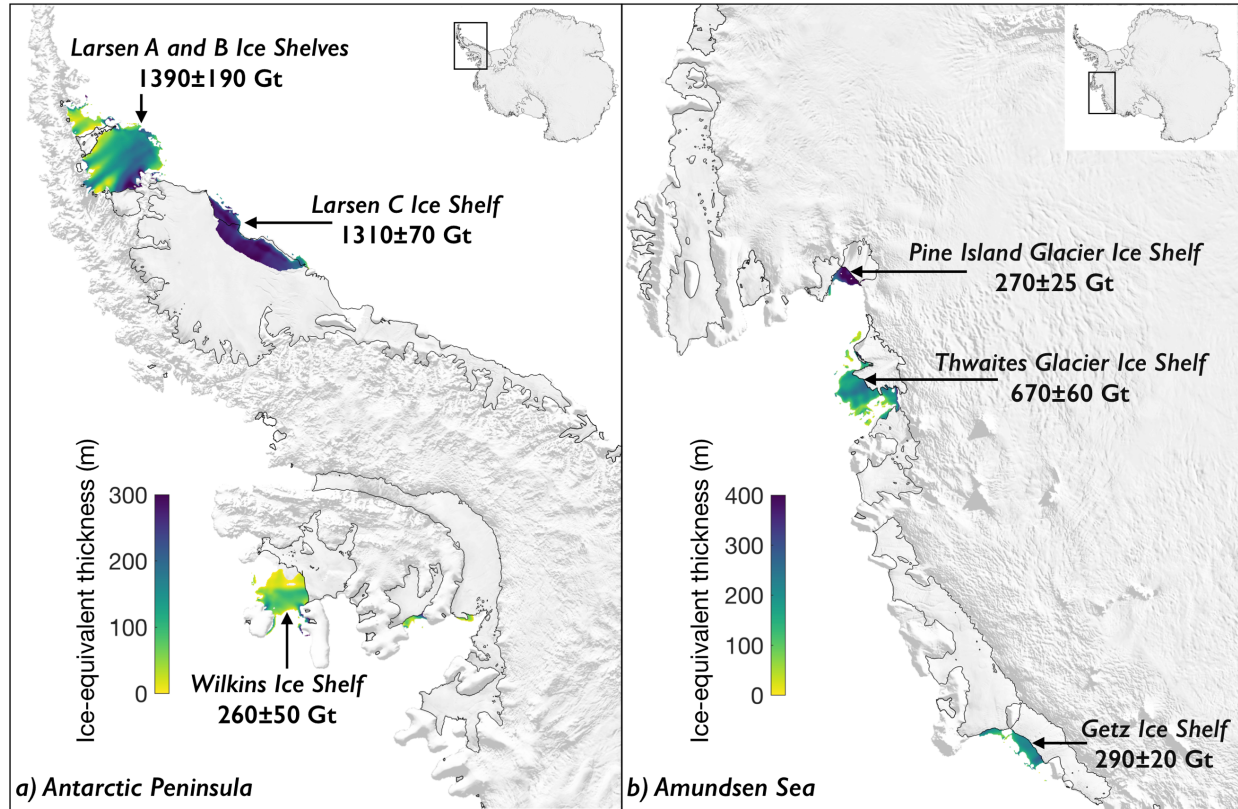 Larsen A and B Ice Shelves
1390±190 Gt
Larsen C Ice Shelf
1310±70 Gt
Ice-equivalent thickness (m)
300
200
100
0
Wilkins Ice Shelf
260±50 Gt
a) Antarctic Peninsula
Pine Island Glacier Ice Shelf
270±25 Gt
Thwaites Glacier Ice Shelf
670±60 Gt
Ice-equivalent thickness (m)
400
300
200
100
0
Getz Ice Shelf
290±20 Gt
b) Amundsen Sea